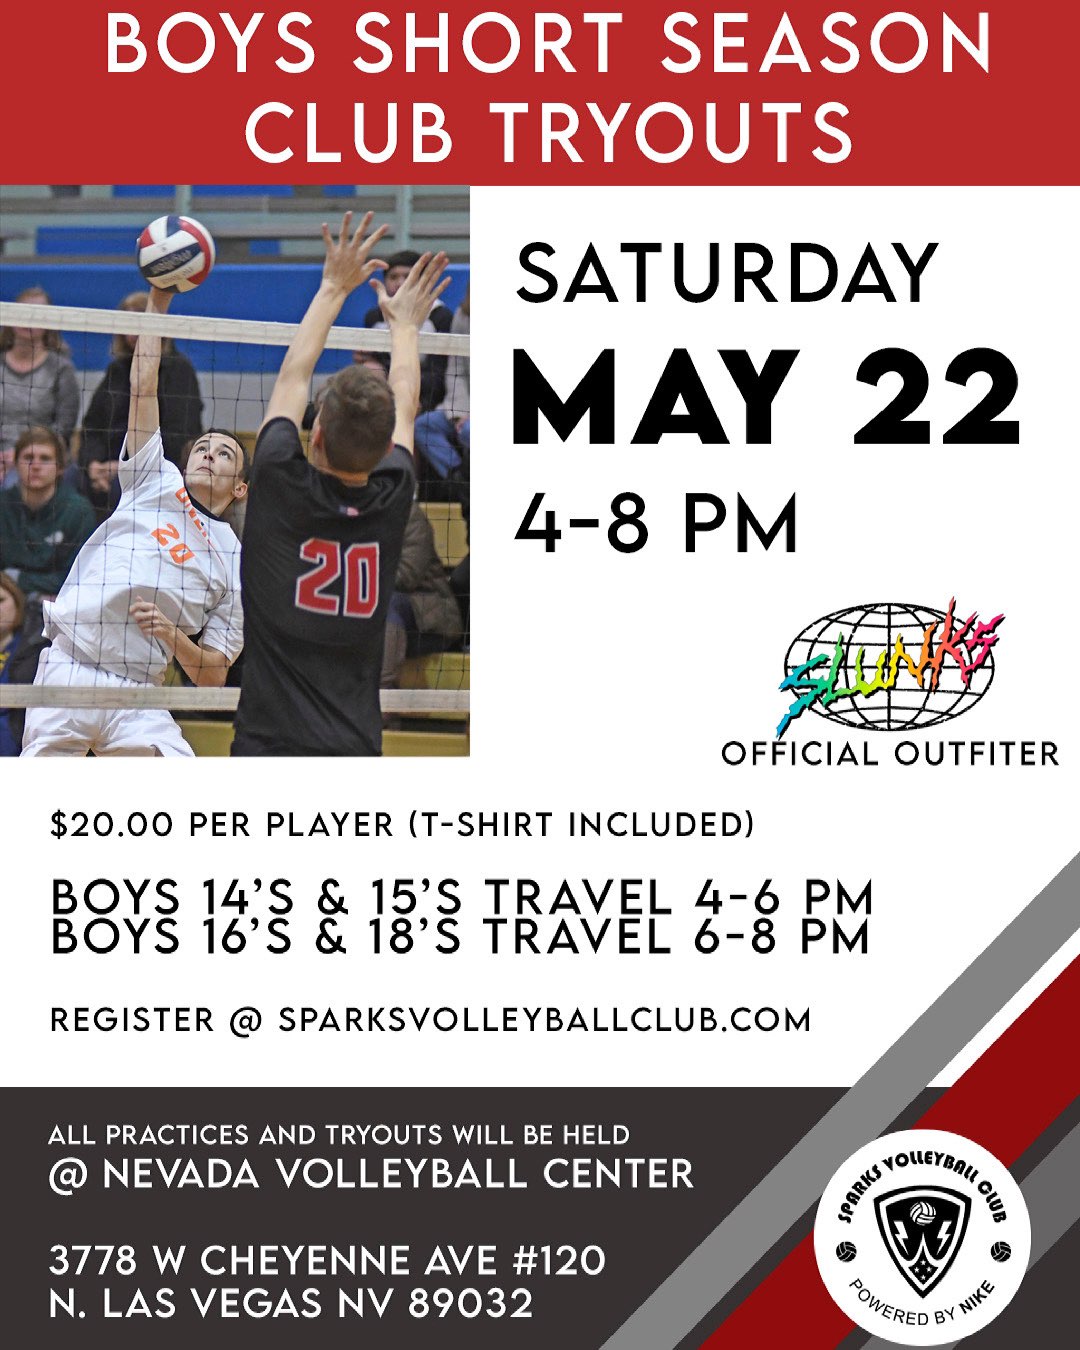 BOYS SHORT SEASON
CLUB TRYOUTS
SATURDAY
MAY 22
4-8 PM
20
20
SLUNKS
OFFICIAL OUTFITER
$20.00 PER PLAYER (T-SHIRT INCLUDED)
BOYS 14'S & 15'S TRAVEL 4-6 PM
BOYS 16'S & 18'S TRAVEL 6-8 PM
REGISTER @ SPARKSVOLLEYBALLCLUB.COM
ALL PRACTICES AND TRYOUTS WILL BE HELD
@ NEVADA VOLLEYBALL CENTER
3778 W CHEYENNE AVE #120
N. LAS VEGAS NV 89032
SPARKS VOLLEYBALL CLUB
POWERED BY NIKE